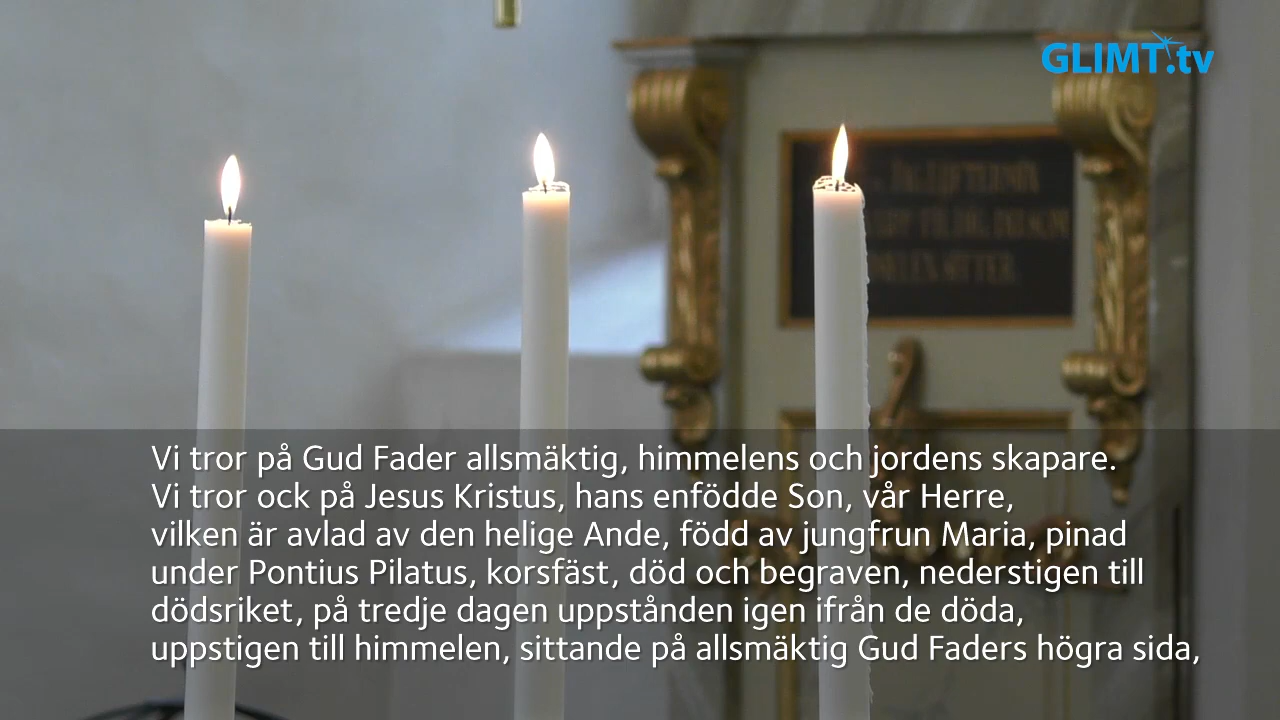 GLIMT.tv
Vi tror på Gud Fader allsmäktig, himmelens och jordens skapare.
Vi tror ock på Jesus Kristus, hans enfödde Son, vår Herre,
vilken är avlad av den helige Ande, född av jungfrun Maria, pinad
under Pontius Pilatus, korsfäst, död och begraven, nederstigen till
dödsriket, på tredje dagen uppstånden igen ifrån de döda,
uppstigen till himmelen, sittande på allsmäktig Gud Faders högra sida,